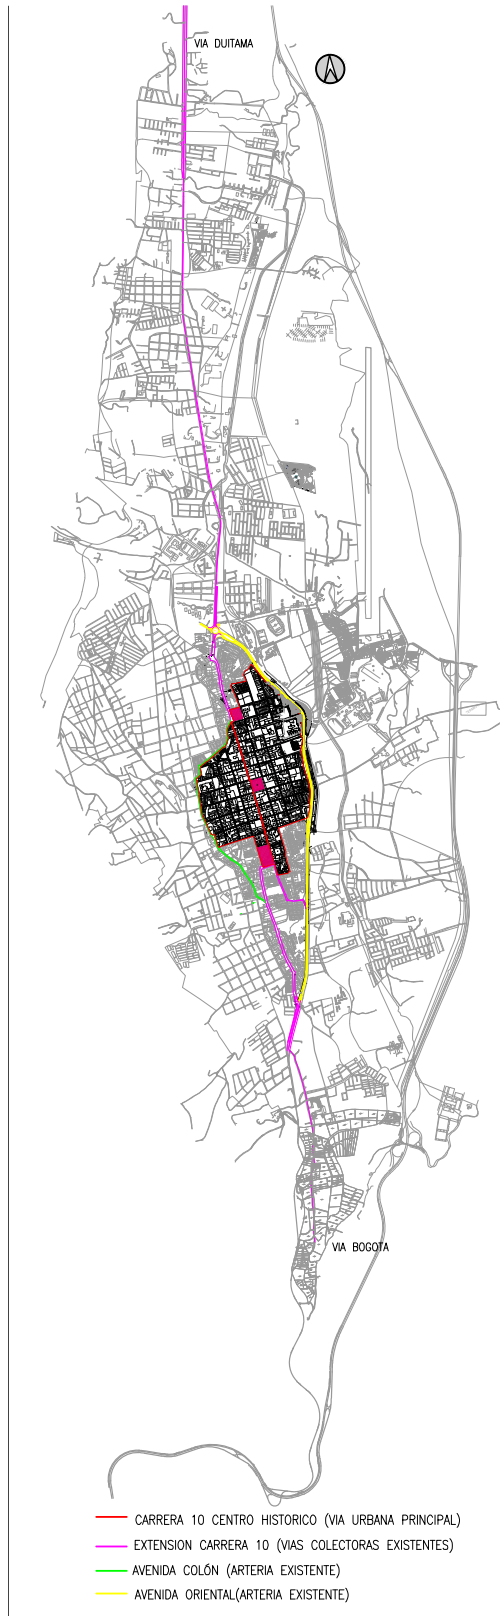 VIA DUITAMA
VIA BOGOTA
CARRERA 10 CENTRO HISTORICO (VIA URBANA PRINCIPAL)
EXTENSION CARRERA 10 (VIAS COLECTORAS EXISTENTES)
AVENIDA COLÓN (ARTERIA EXISTENTE)
AVENIDA ORIENTAL(ARTERIA EXISTENTE)